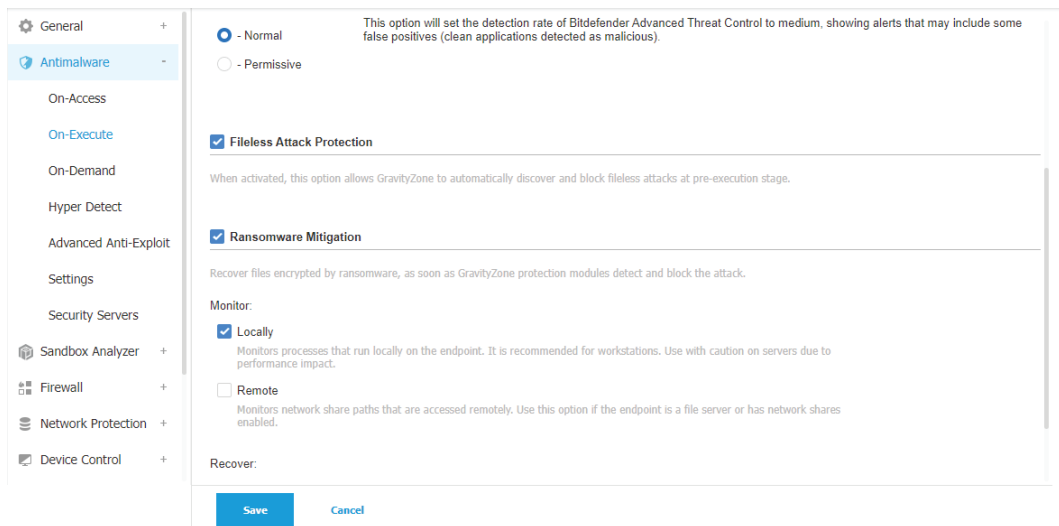 General +
Antimalware -
On-Access
On-Execute
On-Demand
Hyper Detect
Advanced Anti-Exploit
Settings
Security Servers
Sandbox Analyzer +
Firewall +
Network Protection +
Device Control +
- Normal
This option will set the detection rate of Bitdefender Advanced Threat Control to medium, showing alerts that may include some
false positives (clean applications detected as malicious).
- Permissive
Fileless Attack Protection
When activated, this option allows GravityZone to automatically discover and block fileless attacks at pre-execution stage.
Ransomware Mitigation
Recover files encrypted by ransomware, as soon as GravityZone protection modules detect and block the attack.
Monitor:
Locally
Monitors processes that run locally on the endpoint. It is recommended for workstations. Use with caution on servers due to
performance impact.
Remote
Monitors network share paths that are accessed remotely. Use this option if the endpoint is a file server or has network shares
enabled.
Recover:
Save Cancel